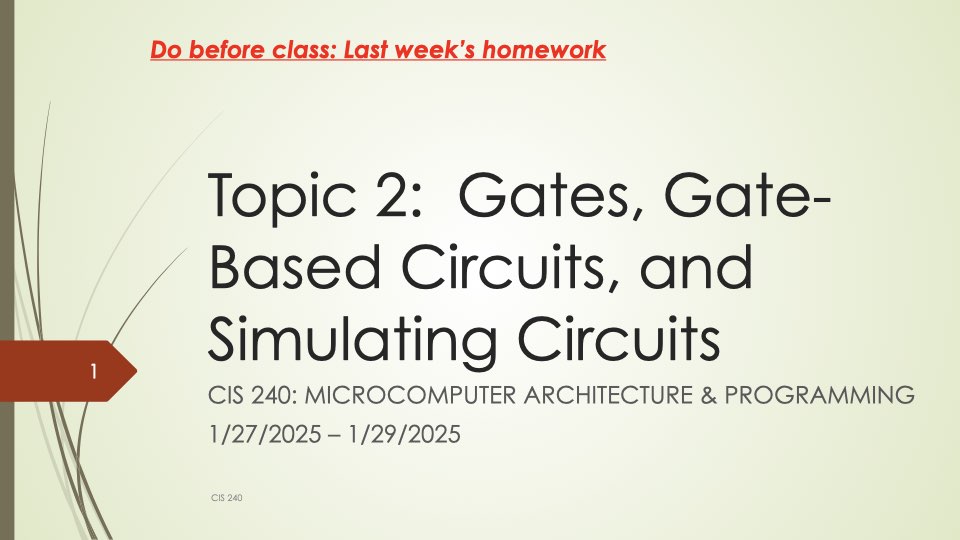 Do before class: Last week's homework
Topic 2:  Gates, Gate-
Based Circuits, and
Simulating Circuits
1
CIS 240: MICROCOMPUTER ARCHITECTURE & PROGRAMMING
1/27/2025 – 1/29/2025
CIS 240